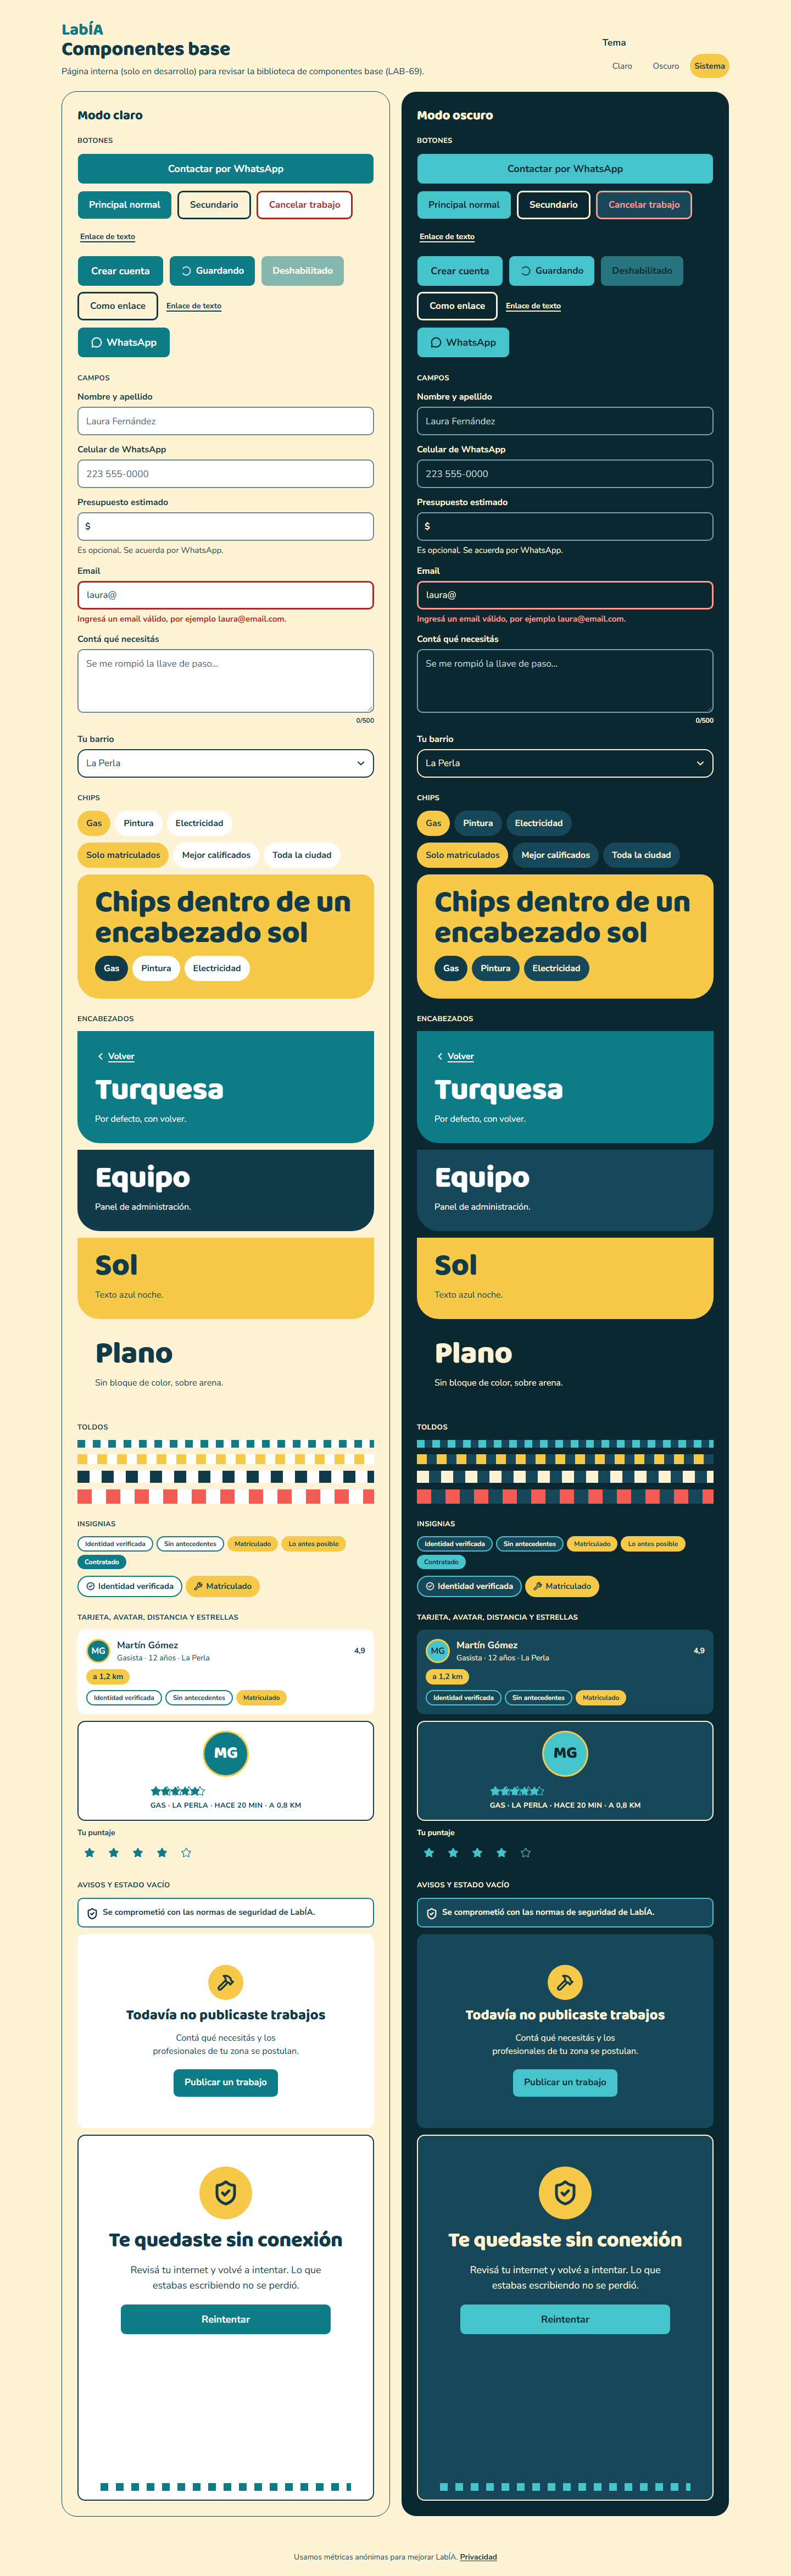 LabÍA
Componentes base
Página interna (solo en desarrollo) para revisar la biblioteca de componentes base (LAB-69).
Tema
Claro Oscuro Sistema
Modo claro
BOTONES
Contactar por WhatsApp
Principal normal Secundario Cancelar trabajo
Enlace de texto
Crear cuenta Guardando Deshabilitado
Como enlace Enlace de texto
WhatsApp
CAMPOS
Nombre y apellido
Laura Fernández
Celular de WhatsApp
223 555-0000
Presupuesto estimado
$
Es opcional. Se acuerda por WhatsApp.
Email
laura@
Ingresá un email válido, por ejemplo laura@email.com.
Contá qué necesitás
Se me rompió la llave de paso...
0/500
Tu barrio
La Perla
CHIPS
Gas Pintura Electricidad
Solo matriculados Mejor calificados Toda la ciudad
Chips dentro de un
encabezado sol
Gas Pintura Electricidad
ENCABEZADOS
Volver
Turquesa
Por defecto, con volver.
Equipo
Panel de administración.
Sol
Texto azul noche.
Plano
Sin bloque de color, sobre arena.
TOLDOS
INSIGNIAS
Identidad verificada Sin antecedentes Matriculado Lo antes posible
Contratado
Identidad verificada Matriculado
TARJETA, AVATAR, DISTANCIA Y ESTRELLAS
MG Martín Gómez 4,9
Gasista · 12 años · La Perla
a 1,2 km
Identidad verificada Sin antecedentes Matriculado
MG
GAS · LA PERLA · HACE 20 MIN · A 0,8 KM
Tu puntaje
AVISOS Y ESTADO VACÍO
Se comprometió con las normas de seguridad de LabÍA.
Todavía no publicaste trabajos
Contá qué necesitás y los
profesionales de tu zona se postulan.
Publicar un trabajo
Te quedaste sin conexión
Revisá tu internet y volvé a intentar. Lo que
estabas escribiendo no se perdió.
Reintentar
Modo oscuro
BOTONES
Contactar por WhatsApp
Principal normal Secundario Cancelar trabajo
Enlace de texto
Crear cuenta Guardando Deshabilitado
Como enlace Enlace de texto
WhatsApp
CAMPOS
Nombre y apellido
Laura Fernández
Celular de WhatsApp
223 555-0000
Presupuesto estimado
$
Es opcional. Se acuerda por WhatsApp.
Email
laura@
Ingresá un email válido, por ejemplo laura@email.com.
Contá qué necesitás
Se me rompió la llave de paso...
0/500
Tu barrio
La Perla
CHIPS
Gas Pintura Electricidad
Solo matriculados Mejor calificados Toda la ciudad
Chips dentro de un
encabezado sol
Gas Pintura Electricidad
ENCABEZADOS
Volver
Turquesa
Por defecto, con volver.
Equipo
Panel de administración.
Sol
Texto azul noche.
Plano
Sin bloque de color, sobre arena.
TOLDOS
INSIGNIAS
Identidad verificada Sin antecedentes Matriculado Lo antes posible
Contratado
Identidad verificada Matriculado
TARJETA, AVATAR, DISTANCIA Y ESTRELLAS
MG Martín Gómez 4,9
Gasista · 12 años · La Perla
a 1,2 km
Identidad verificada Sin antecedentes Matriculado
MG
GAS · LA PERLA · HACE 20 MIN · A 0,8 KM
Tu puntaje
AVISOS Y ESTADO VACÍO
Se comprometió con las normas de seguridad de LabÍA.
Todavía no publicaste trabajos
Contá qué necesitás y los
profesionales de tu zona se postulan.
Publicar un trabajo
Te quedaste sin conexión
Revisá tu internet y volvé a intentar. Lo que
estabas escribiendo no se perdió.
Reintentar
Usamos métricas anónimas para mejorar LabÍA. Privacidad